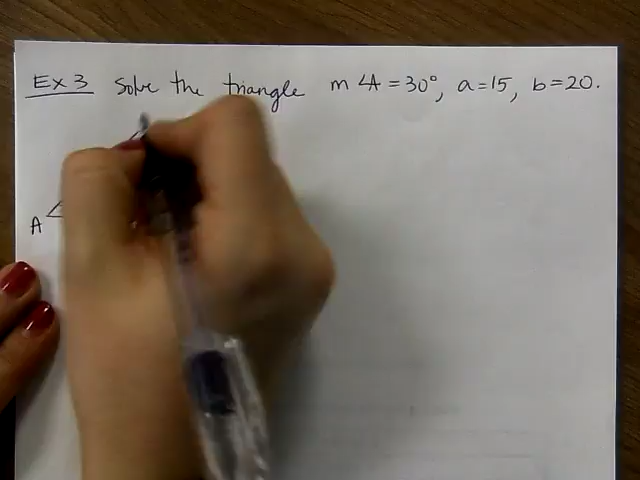 Ex 3 Solve the triangle m∠A = 30°, a=15, b=20.
A